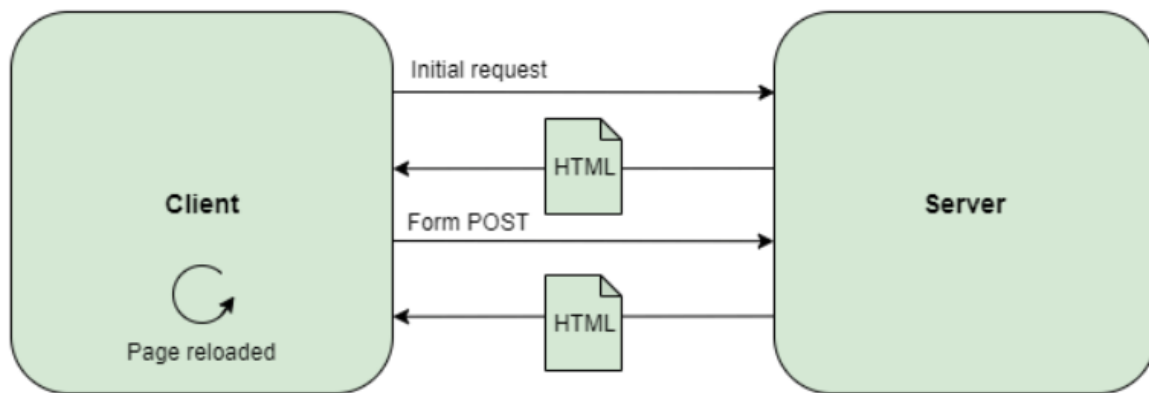 Initial request
HTML
Client
Server
Form POST
HTML
Page reloaded